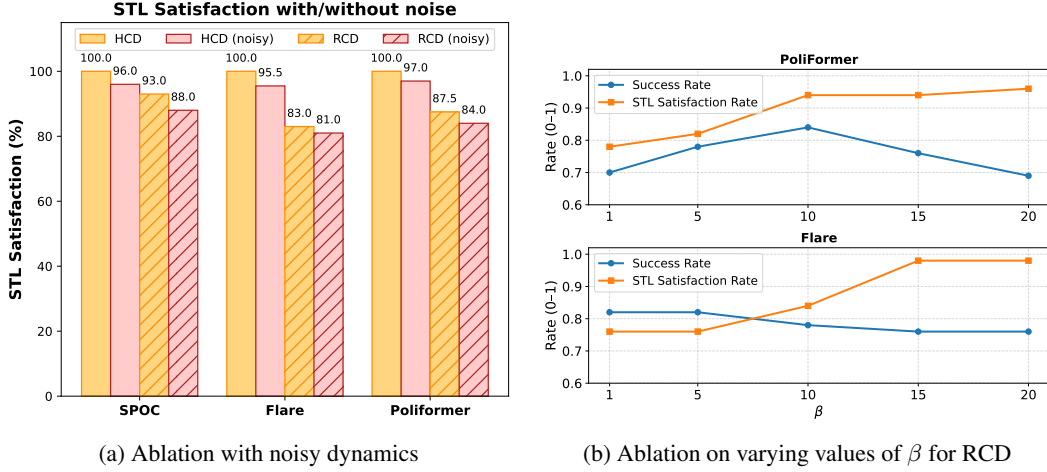 STL Satisfaction with/without noise
HCD HCD (noisy) RCD RCD (noisy)
100.0 96.0 93.0 88.0 100.0 95.5 83.0 81.0 100.0 97.0 87.5 84.0
STL Satisfaction (%)
100
80
60
40
20
0
SPOC Flare Poliformer
(a) Ablation with noisy dynamics
PoliFormer
Success Rate
STL Satisfaction Rate
Rate (0–1)
1.0
0.9
0.8
0.7
0.6
1 5 10 15 20
Flare
Success Rate
STL Satisfaction Rate
Rate (0–1)
1.0
0.9
0.8
0.7
0.6
1 5 10 15 20
β
(b) Ablation on varying values of β for RCD